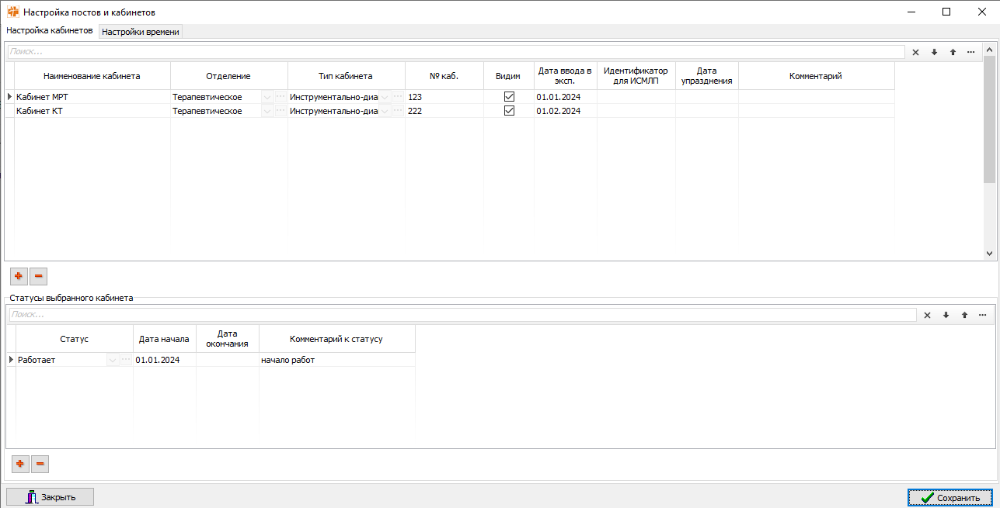 Настройка постов и кабинетов
Настройка кабинетов Настройки времени
Поиск...
Наименование кабинета Отделение Тип кабинета № каб. Видим Дата ввода в эксп. Идентификатор для ИСМЛП Дата упразднения Комментарий
Кабинет МРТ Терапевтическое Инструментально-диа 123 01.01.2024
Кабинет КТ Терапевтическое Инструментально-диа 222 01.02.2024
Статусы выбранного кабинета
Поиск...
Статус Дата начала Дата окончания Комментарий к статусу
Работает 01.01.2024 начало работ
Закрыть Сохранить